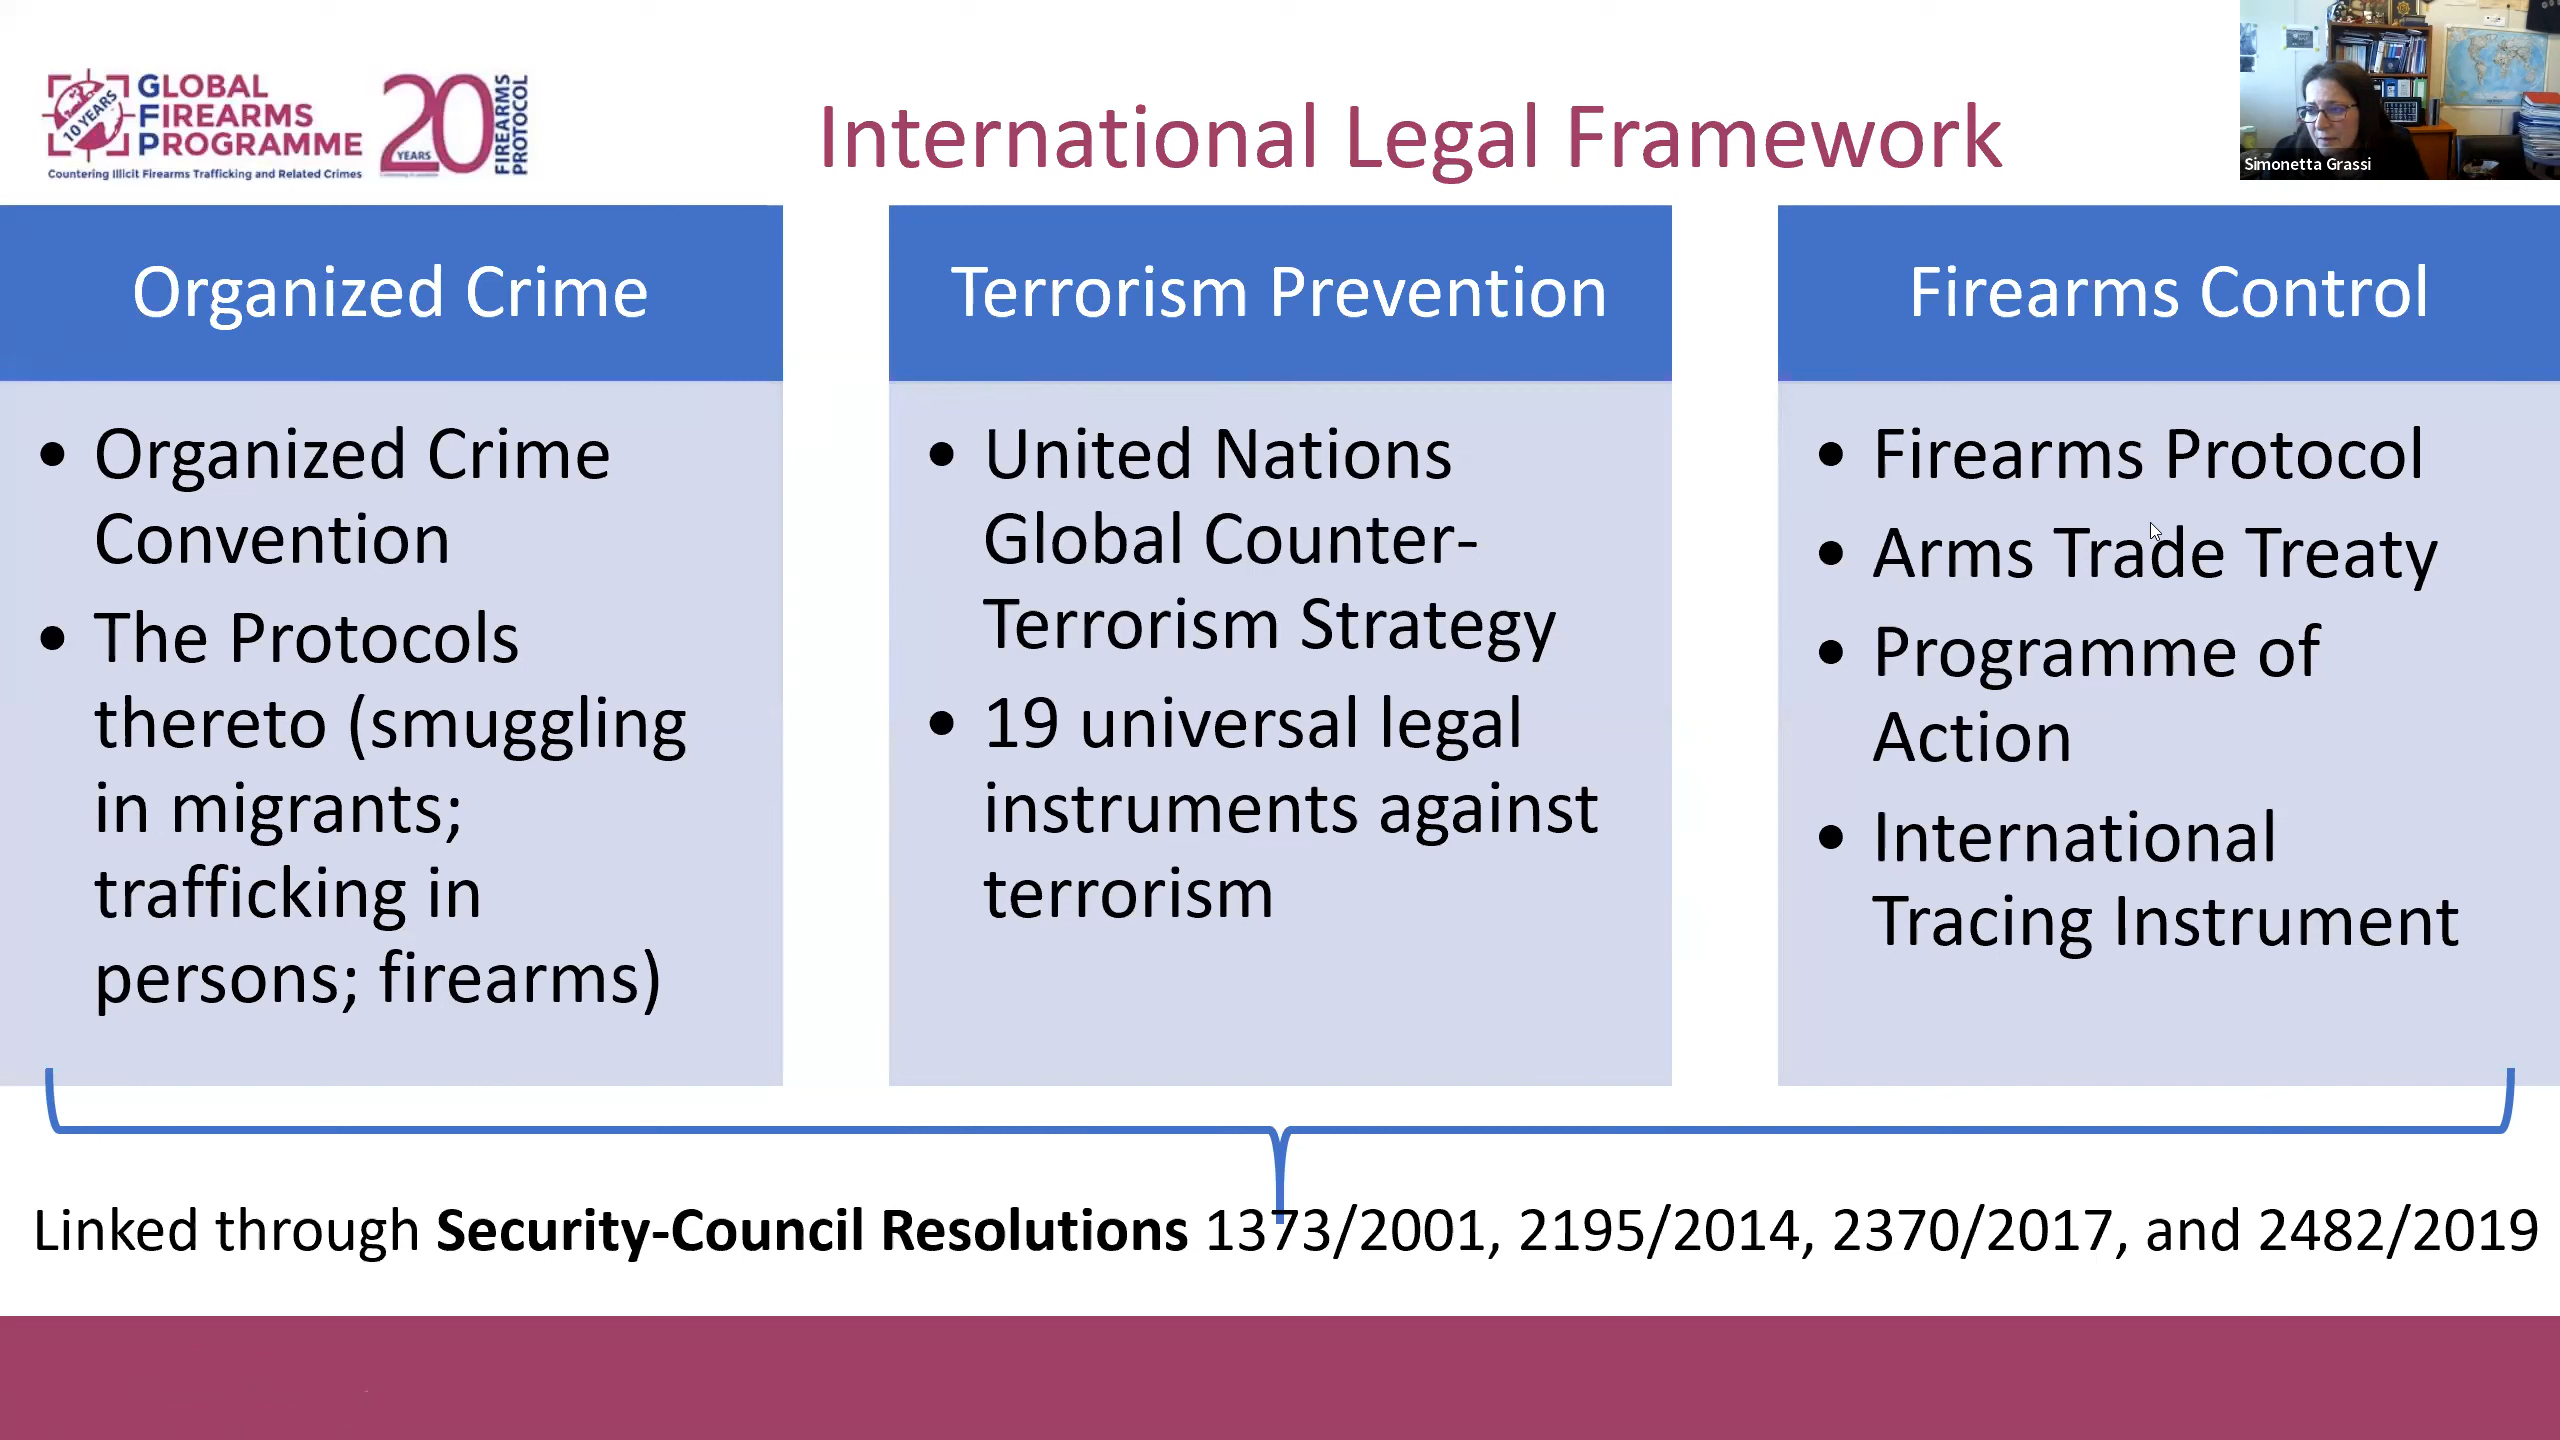 GLOBAL
FIREARMS
PROGRAMME
10 YEARS
Countering Illicit Firearms Trafficking and Related Crimes
20
YEARS
FIREARMS
PROTOCOL
International Legal Framework
Simonetta Grassi
Organized Crime
• Organized Crime
Convention
• The Protocols
thereto (smuggling
in migrants;
trafficking in
persons; firearms)
Terrorism Prevention
• United Nations
Global Counter-
Terrorism Strategy
• 19 universal legal
instruments against
terrorism
Firearms Control
• Firearms Protocol
• Arms Trade Treaty
• Programme of
Action
• International
Tracing Instrument
Linked through Security-Council Resolutions 1373/2001, 2195/2014, 2370/2017, and 2482/2019